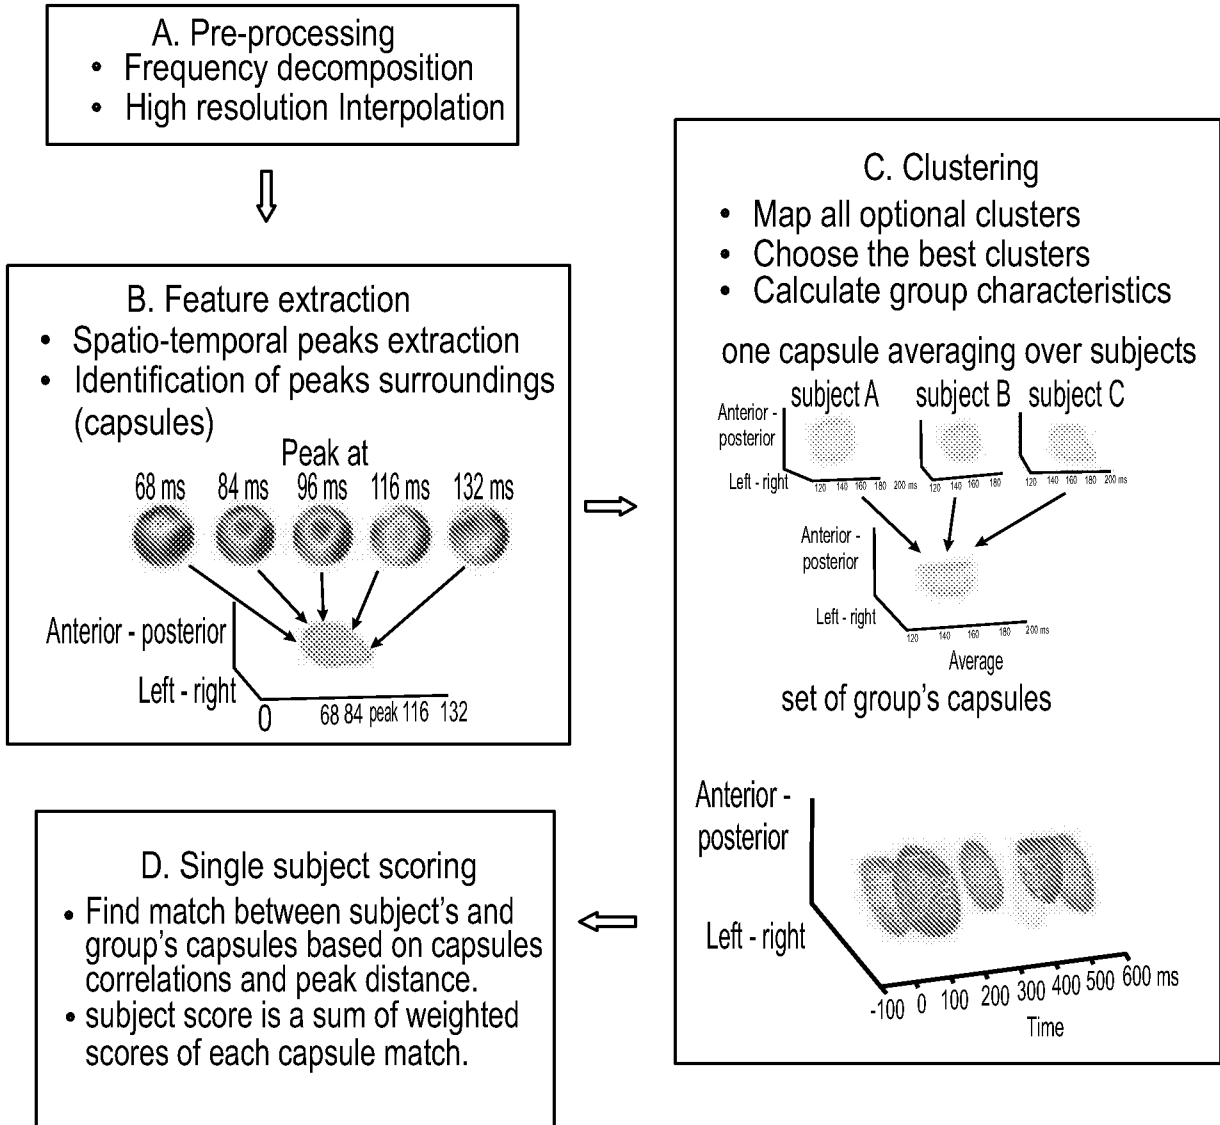 A. Pre-processing
• Frequency decomposition
• High resolution Interpolation
B. Feature extraction
• Spatio-temporal peaks extraction
• Identification of peaks surroundings
(capsules)
Peak at
68 ms 84 ms 96 ms 116 ms 132 ms
Anterior - posterior
Left - right
0 68 84 peak 116 132
C. Clustering
• Map all optional clusters
• Choose the best clusters
• Calculate group characteristics
one capsule averaging over subjects
subject A subject B subject C
Anterior -
posterior
Left - right
120 140 160 180 200 ms 120 140 160 180 120 140 160 180 200 ms
Anterior -
posterior
Left - right
120 140 160 180 200 ms
Average
set of group's capsules
Anterior -
posterior
Left - right
-100 0 100 200 300 400 500 600 ms
Time
D. Single subject scoring
• Find match between subject's and
group's capsules based on capsules
correlations and peak distance.
• subject score is a sum of weighted
scores of each capsule match.